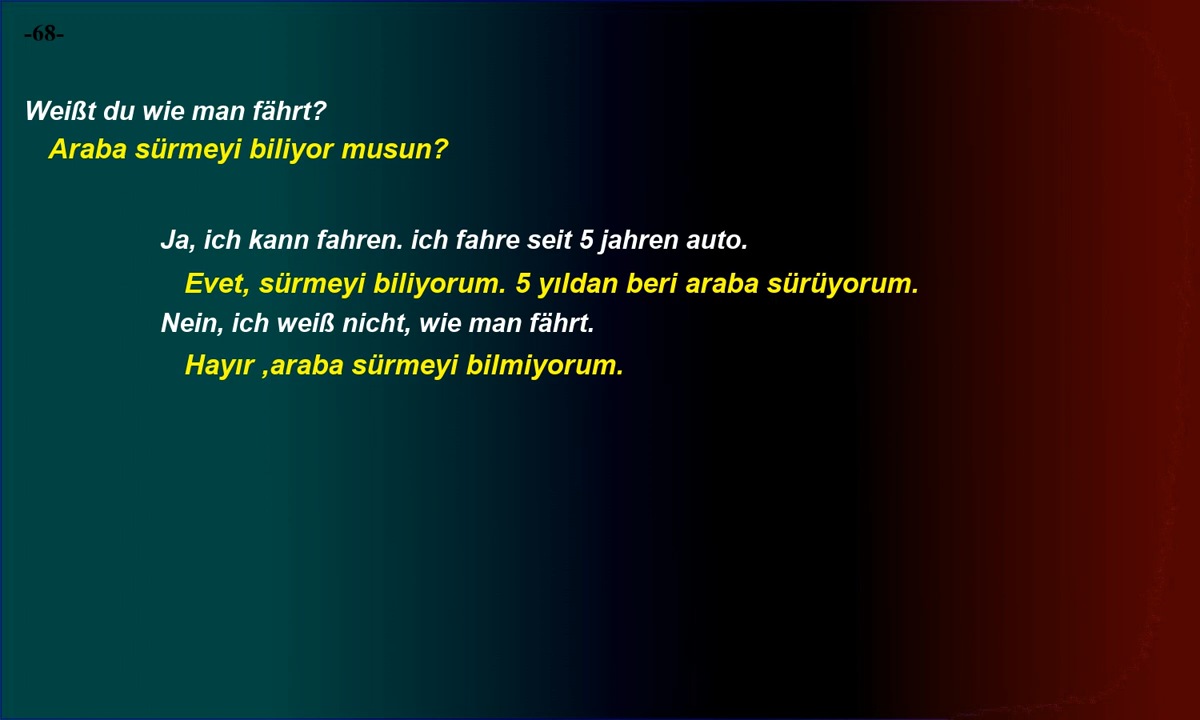 -68-
Weißt du wie man fährt?
Araba sürmeyi biliyor musun?
Ja, ich kann fahren. ich fahre seit 5 jahren auto.
Evet, sürmeyi biliyorum. 5 yıldan beri araba sürüyorum.
Nein, ich weiß nicht, wie man fährt.
Hayır ,araba sürmeyi bilmiyorum.